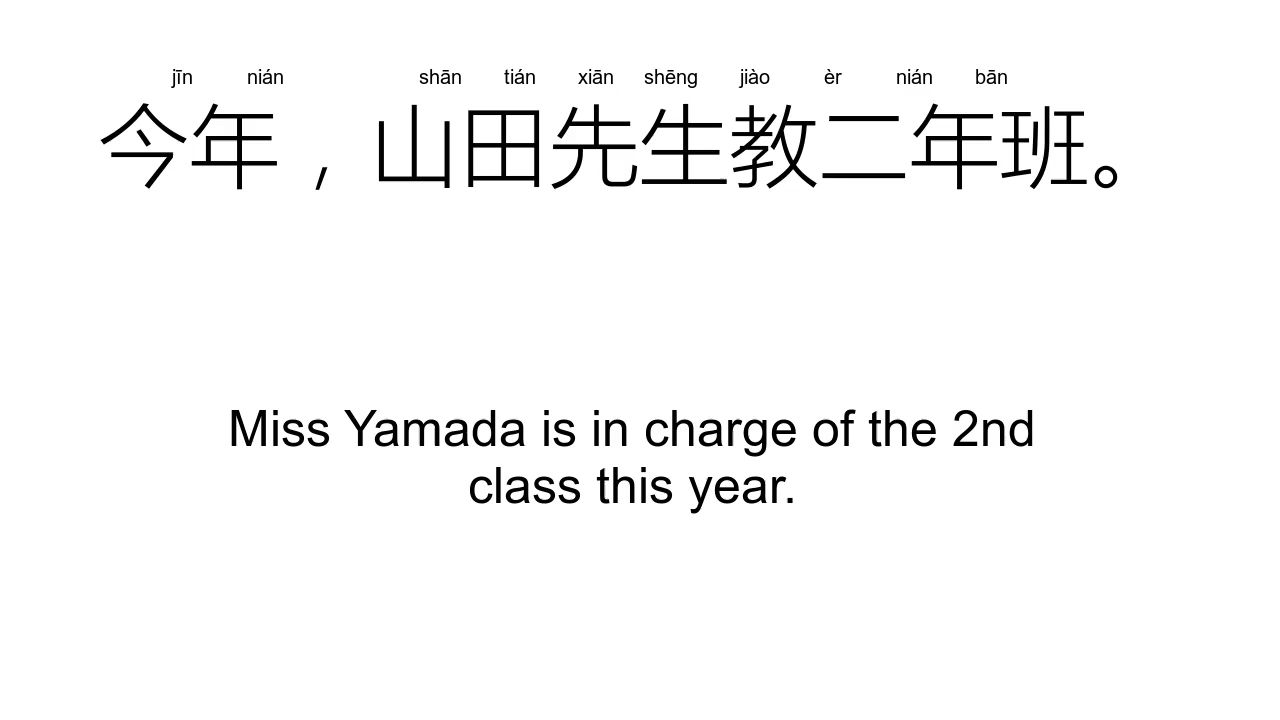 jīn nián shān tián xiān shēng jiào èr nián bān
今年，山田先生教二年班。
Miss Yamada is in charge of the 2nd
class this year.